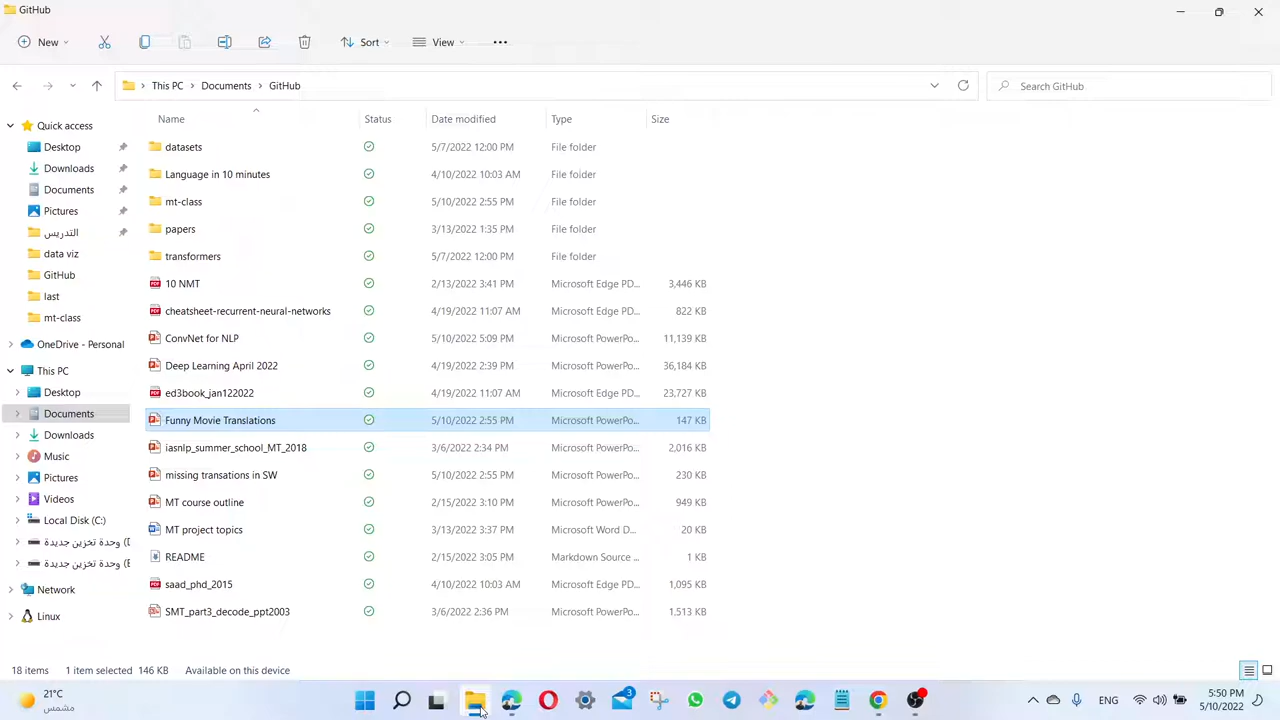 GitHub
New
Sort
View
This PC > Documents > GitHub
Search GitHub
Name Status Date modified Type Size
Quick access
Desktop
Downloads
Documents
Pictures
التدريس
data viz
GitHub
last
mt-class
OneDrive - Personal
This PC
Desktop
Documents
Downloads
Music
Pictures
Videos
Local Disk (C:)
وحدة تخزين جديدة (D
وحدة تخزين جديدة (E
Network
Linux
datasets 5/7/2022 12:00 PM File folder
Language in 10 minutes 4/10/2022 10:03 AM File folder
mt-class 5/10/2022 2:55 PM File folder
papers 3/13/2022 1:35 PM File folder
transformers 5/7/2022 12:00 PM File folder
10 NMT 2/13/2022 3:41 PM Microsoft Edge PD... 3,446 KB
cheatsheet-recurrent-neural-networks 4/19/2022 11:07 AM Microsoft Edge PD... 822 KB
ConvNet for NLP 5/10/2022 5:09 PM Microsoft PowerPo... 11,139 KB
Deep Learning April 2022 4/19/2022 2:39 PM Microsoft PowerPo... 36,184 KB
ed3book_jan122022 4/19/2022 11:07 AM Microsoft Edge PD... 23,727 KB
Funny Movie Translations 5/10/2022 2:55 PM Microsoft PowerPo... 147 KB
iasnlp_summer_school_MT_2018 3/6/2022 2:34 PM Microsoft PowerPo... 2,016 KB
missing transations in SW 5/10/2022 2:55 PM Microsoft PowerPo... 230 KB
MT course outline 2/15/2022 3:10 PM Microsoft PowerPo... 949 KB
MT project topics 3/13/2022 3:37 PM Microsoft Word D... 20 KB
README 2/15/2022 3:05 PM Markdown Source ... 1 KB
saad_phd_2015 4/10/2022 10:03 AM Microsoft Edge PD... 1,095 KB
SMT_part3_decode_ppt2003 3/6/2022 2:36 PM Microsoft PowerPo... 1,513 KB
18 items 1 item selected 146 KB Available on this device
21°C
مشمس
3
ENG
5:50 PM
5/10/2022